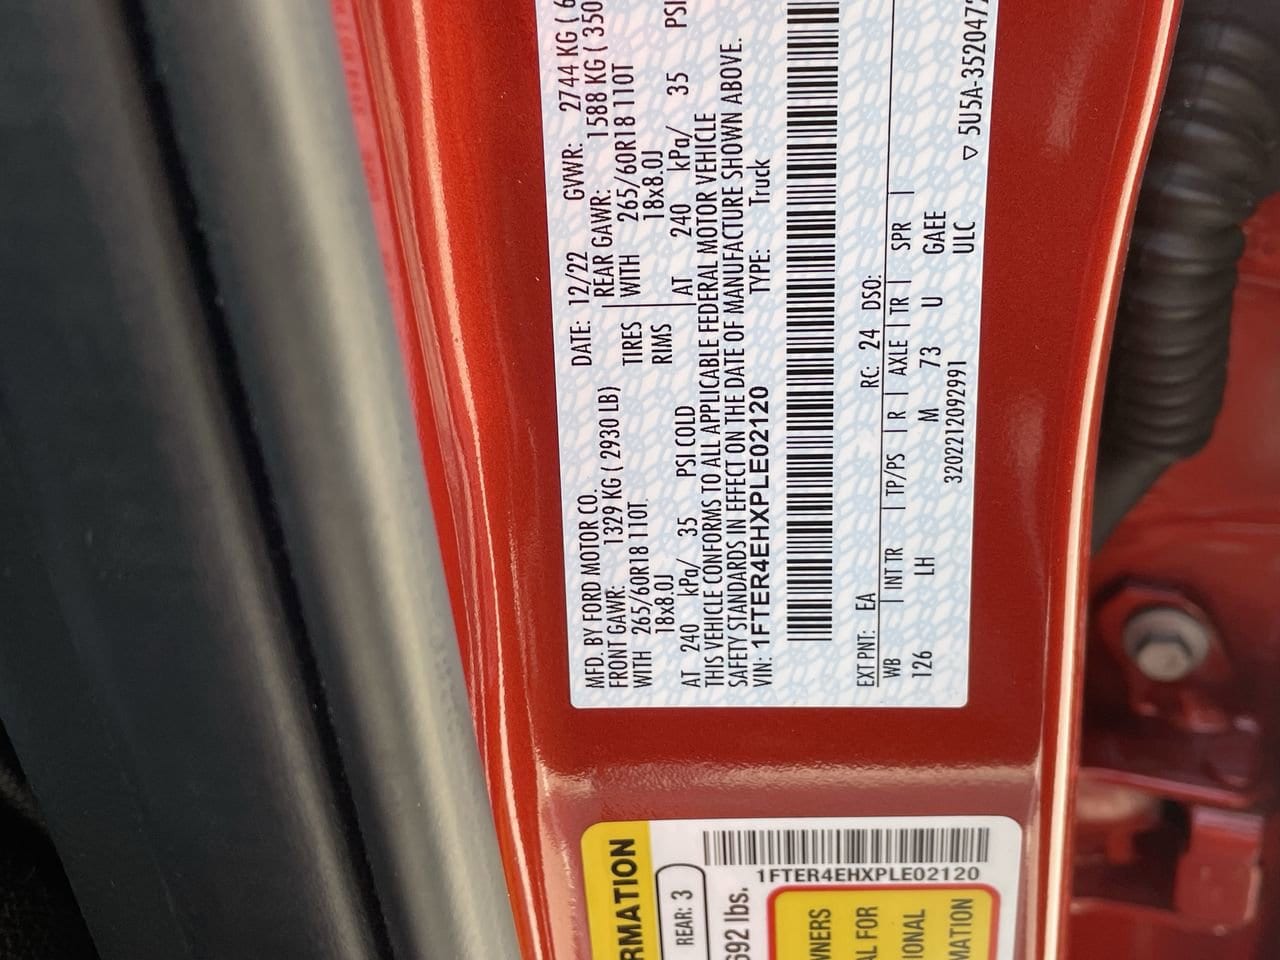 MFD. BY FORD MOTOR CO.
DATE: 12/22 GVWR: 2744 KG (
FRONT GAWR: 1329 KG ( 2930 LB) REAR GAWR: 1588 KG ( 350
WITH 265/60R18 110T TIRES WITH 265/60R18 110T
18x8.0J RIMS 18x8.0J
AT 240 kPa/ 35 PSI COLD AT 240 kPa/ 35 PSI
THIS VEHICLE CONFORMS TO ALL APPLICABLE FEDERAL MOTOR VEHICLE
SAFETY STANDARDS IN EFFECT ON THE DATE OF MANUFACTURE SHOWN ABOVE.
VIN: 1FTER4EHXPLE02120 TYPE: Truck
EXT PNT: EA RC: 24 DSO:
WB | INT TR | TP/PS | R | AXLE | TR | SPR |
126 LH M 73 U GAEE
3202212092991 ULC
▽ 5U5A-3520472
RMATION
REAR: 3
692 lbs.
1FTER4EHXPLE02120
WNERS
AL FOR
IONAL
MATION